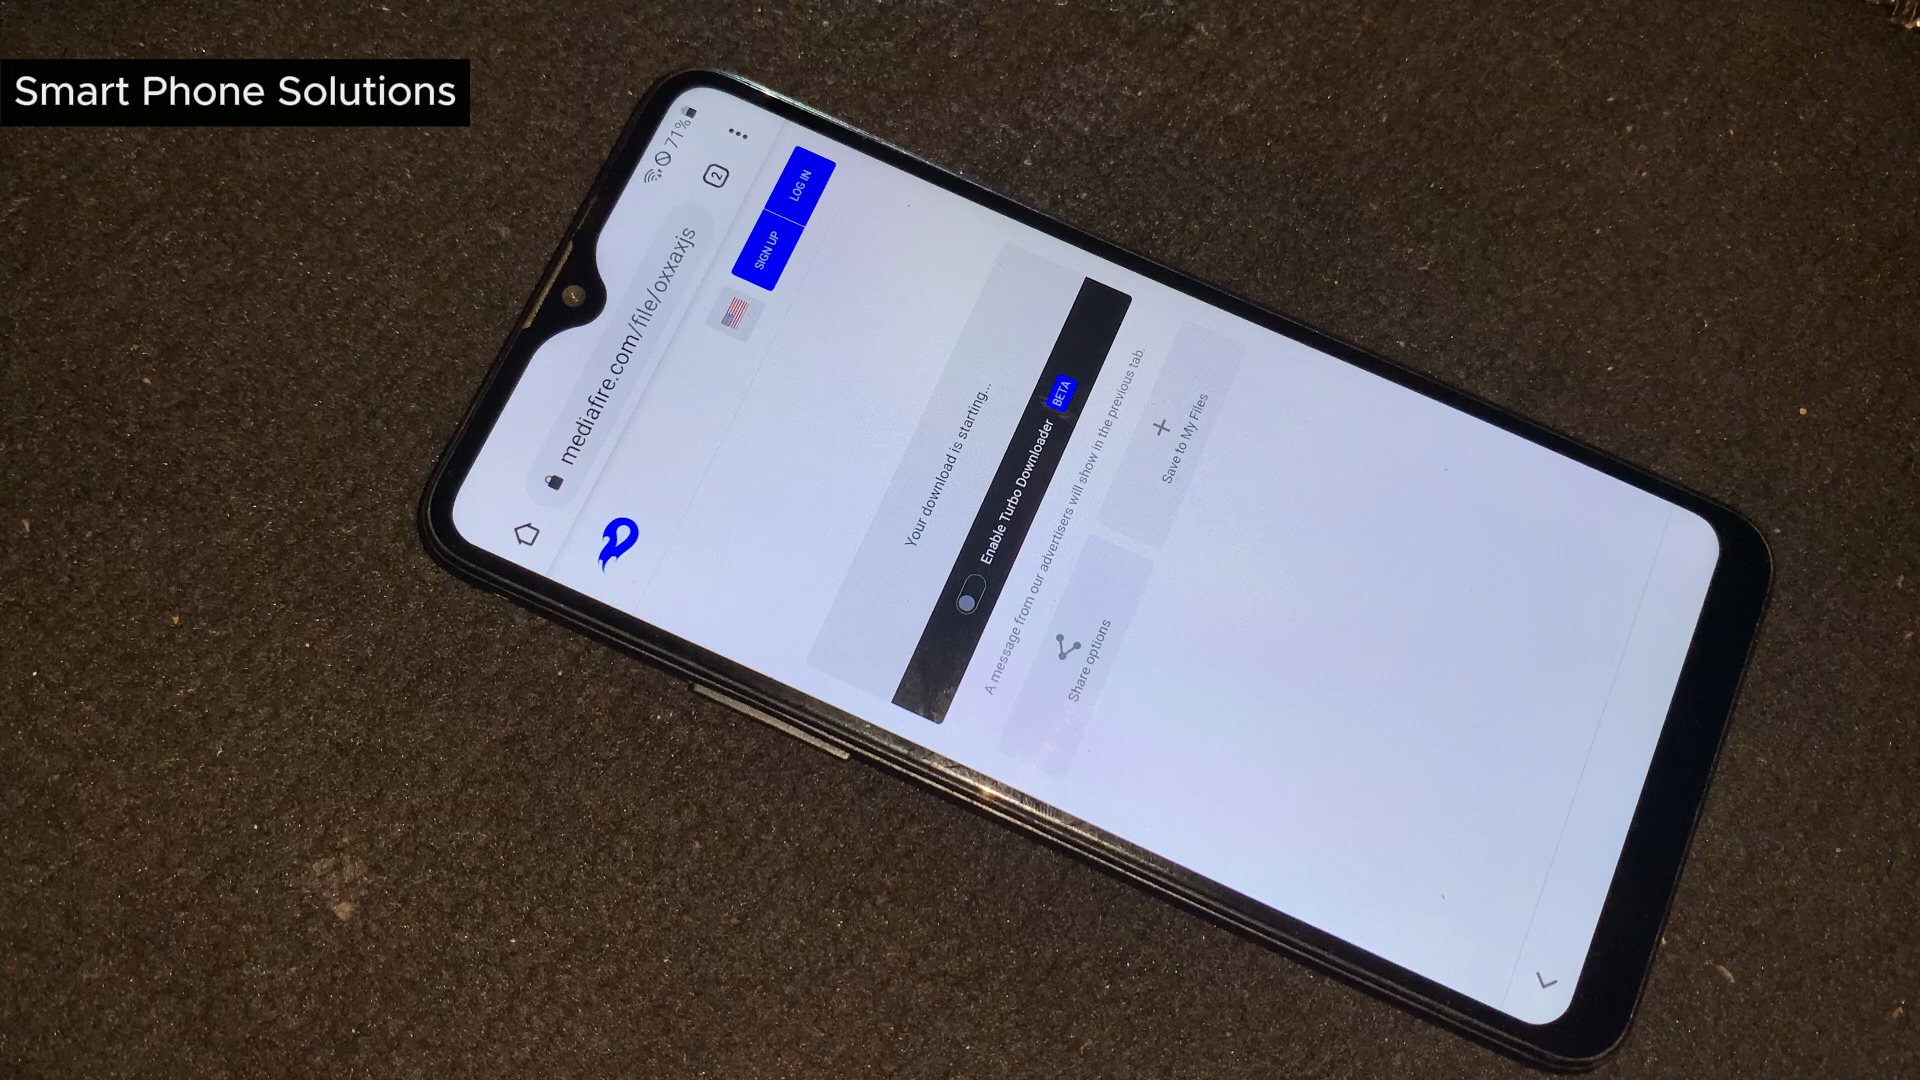 Smart Phone Solutions
71%
mediafire.com/file/oxxaxjs
2
SIGN UP
LOG IN
Your download is starting...
Enable Turbo Downloader BETA
A message from our advertisers will show in the previous tab.
Share options
Save to My Files